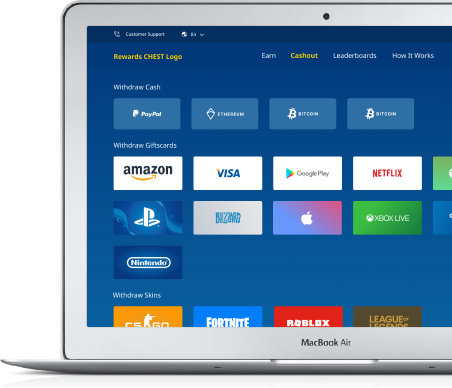 Customer Support En
Rewards CHEST Logo Earn Cashout Leaderboards How It Works
Withdraw Cash
PayPal ETHEREUM BITCOIN BITCOIN
Withdraw Giftcards
amazon VISA Google Play NETFLIX
BLIZZARD XBOX LIVE
Nintendo
Withdraw Skins
CS GO FORTNITE ROBLOX LEAGUE OF
LEGENDS
MacBook Air